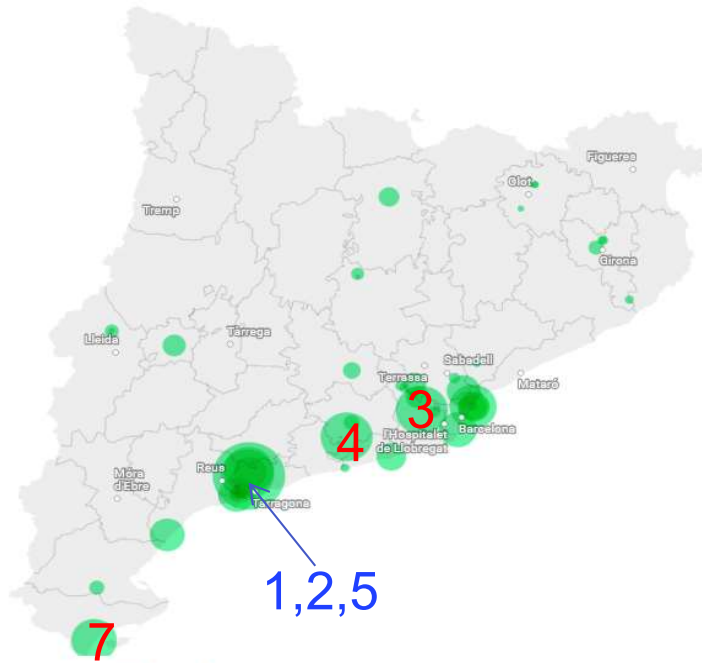 Figueres
Olot
Tremp
Girona
Tàrrega
Lleida
Sabadell
Terrassa
Mataró
3
4
Barcelona
l'Hospitalet
de Llobregat
Reus
Móra
d'Ebre
Tarragona
1,2,5
7